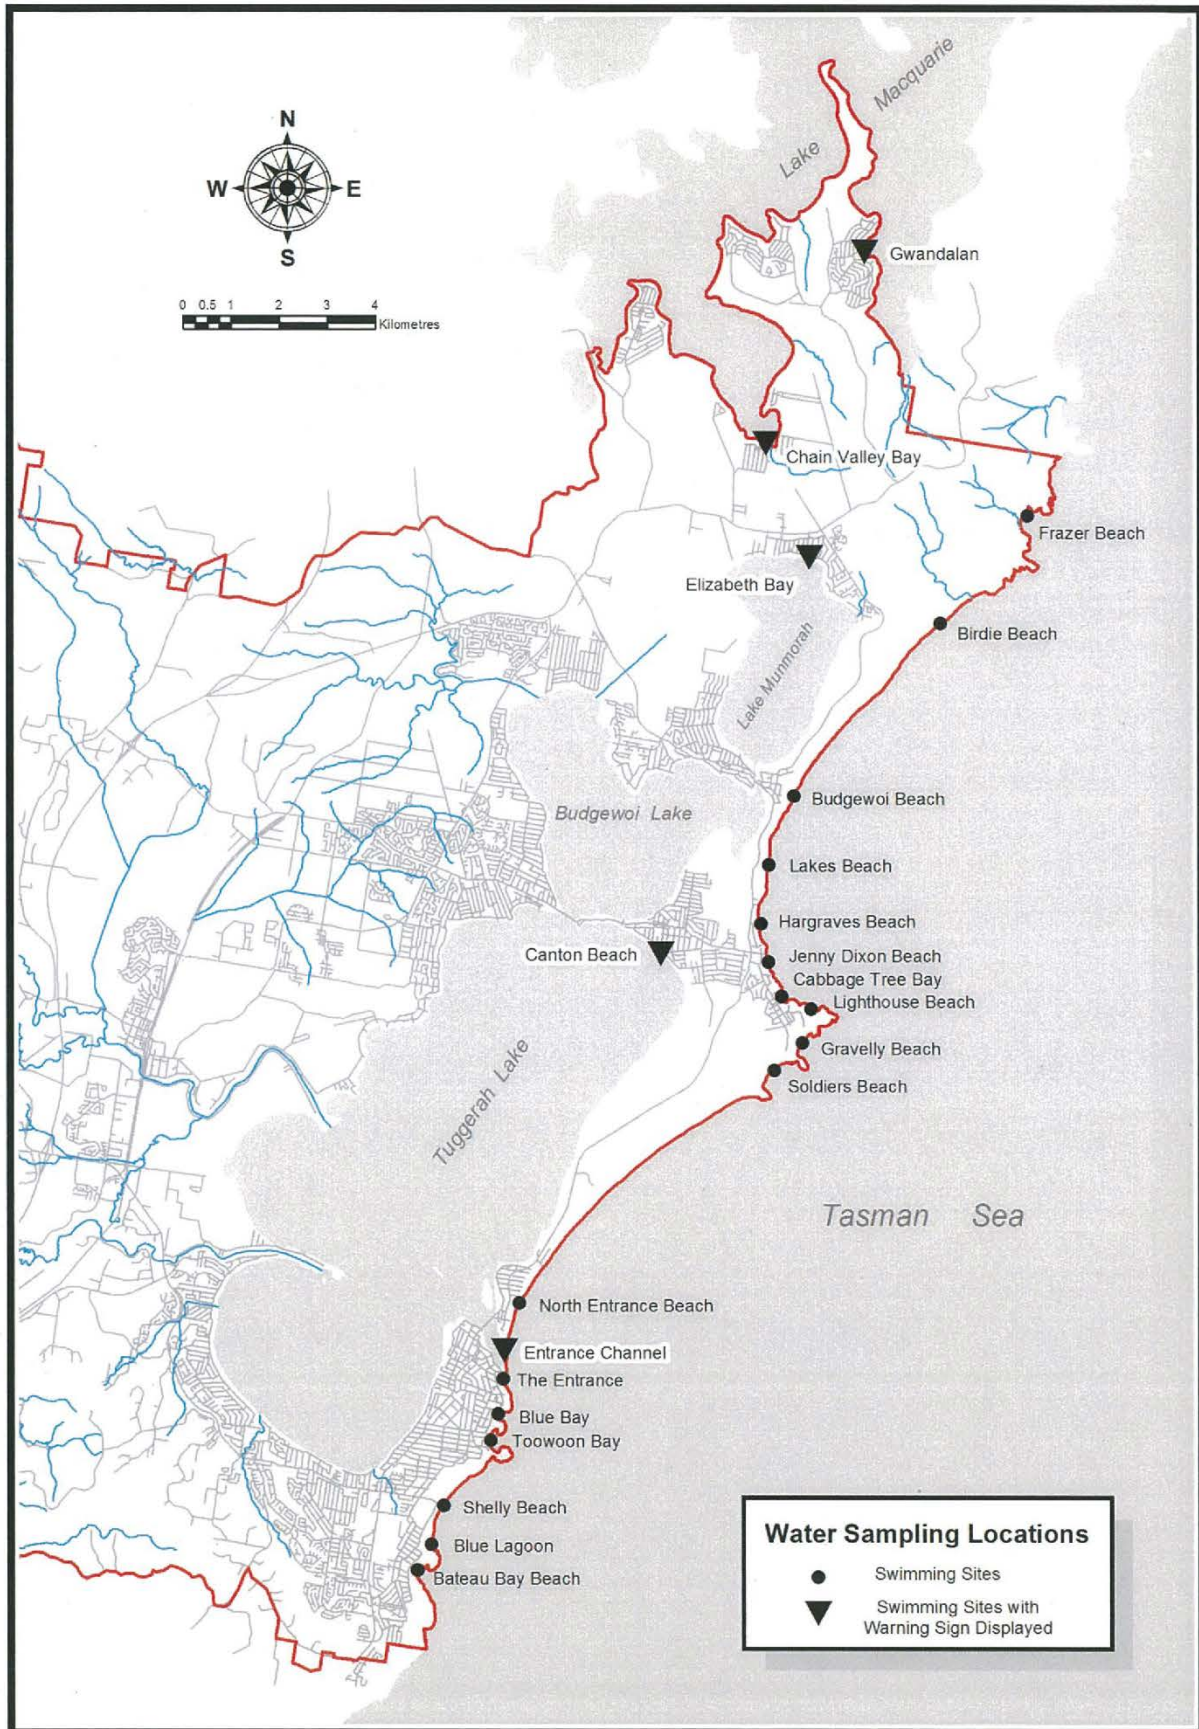 Macquarie
Lake
N
W
E
S
Gwandalan
0 0.5 1 2 3 4
Kilometres
Chain Valley Bay
Frazer Beach
Elizabeth Bay
Birdie Beach
Lake Munmorah
Budgewoi Beach
Budgewoi Lake
Lakes Beach
Hargraves Beach
Canton Beach
Jenny Dixon Beach
Cabbage Tree Bay
Lighthouse Beach
Gravelly Beach
Soldiers Beach
Tuggerah Lake
Tasman Sea
North Entrance Beach
Entrance Channel
The Entrance
Blue Bay
Toowoon Bay
Shelly Beach
Blue Lagoon
Bateau Bay Beach
Water Sampling Locations
Swimming Sites
Swimming Sites with
Warning Sign Displayed